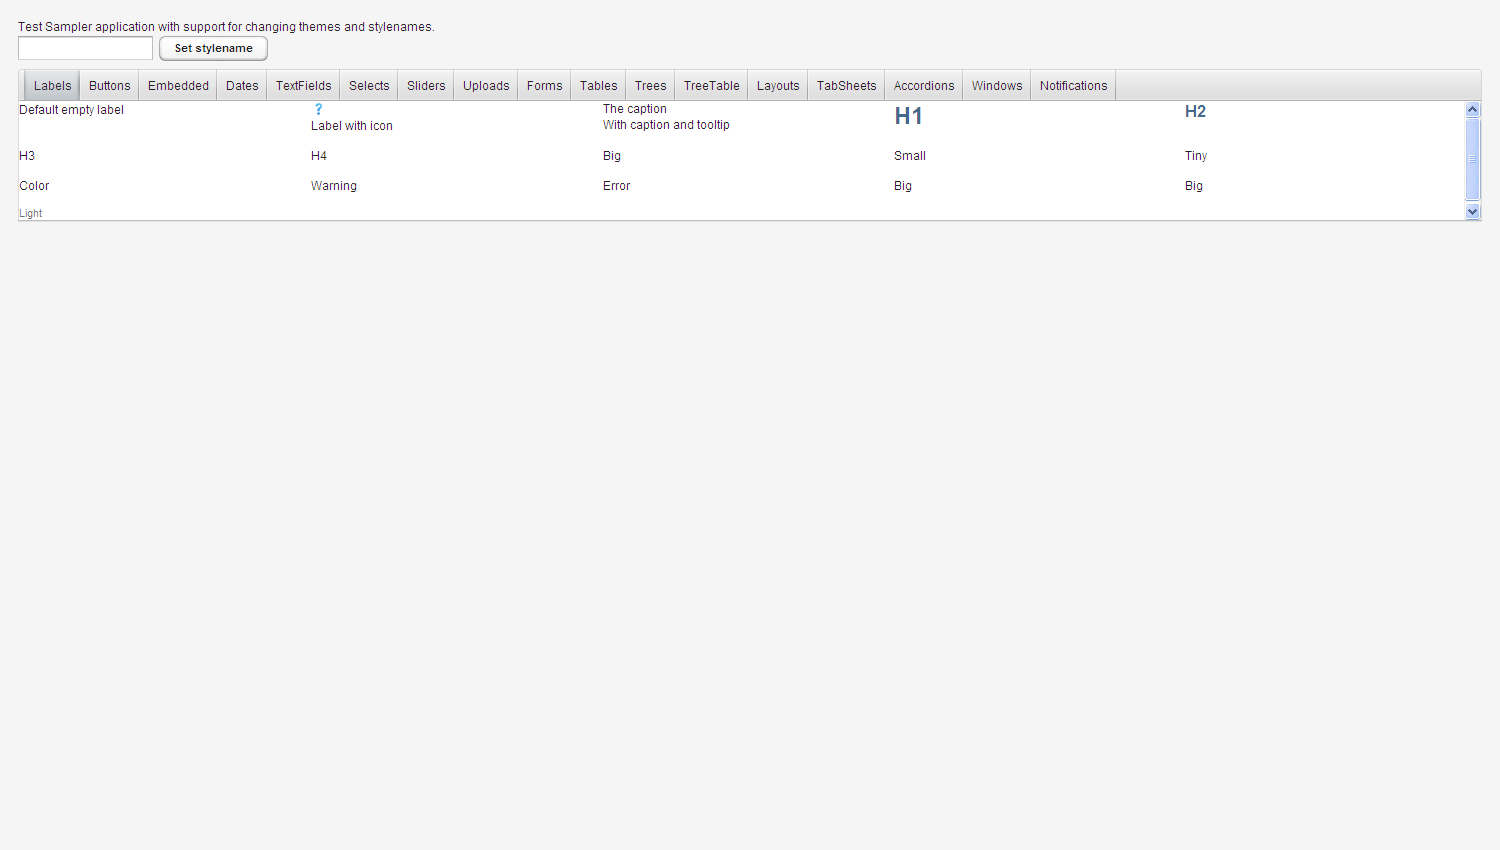 Test Sampler application with support for changing themes and stylenames.
Set stylename
Labels Buttons Embedded Dates TextFields Selects Sliders Uploads Forms Tables Trees TreeTable Layouts TabSheets Accordions Windows Notifications
Default empty label ? The caption H1 H2
Label with icon With caption and tooltip
H3 H4 Big Small Tiny
Color Warning Error Big Big
Light